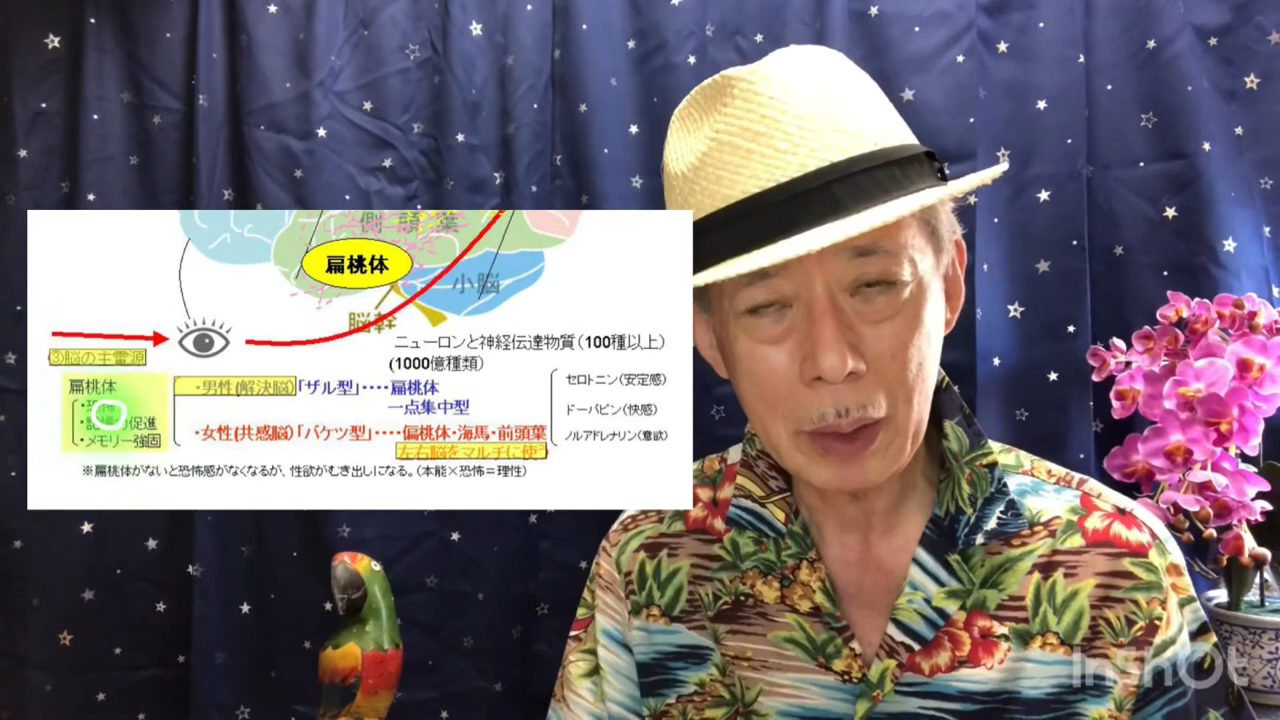 側頭葉
扁桃体
小脳
脳幹
ニューロンと神経伝達物質（100種以上）
(1000億種類)
③脳の主電源
扁桃体
・男性(解決脳)「ザル型」････扁桃体
一点集中型
促進
・メモリー強固
・女性(共感脳)「バケツ型」････偏桃体・海馬・前頭葉
左右脳をマルチに使う
セロトニン(安定感)
ドーパミン(快感)
ノルアドレナリン(意欲)
※扁桃体がないと恐怖感がなくなるが、性欲がむき出しになる。(本能×恐怖＝理性)
InShOt